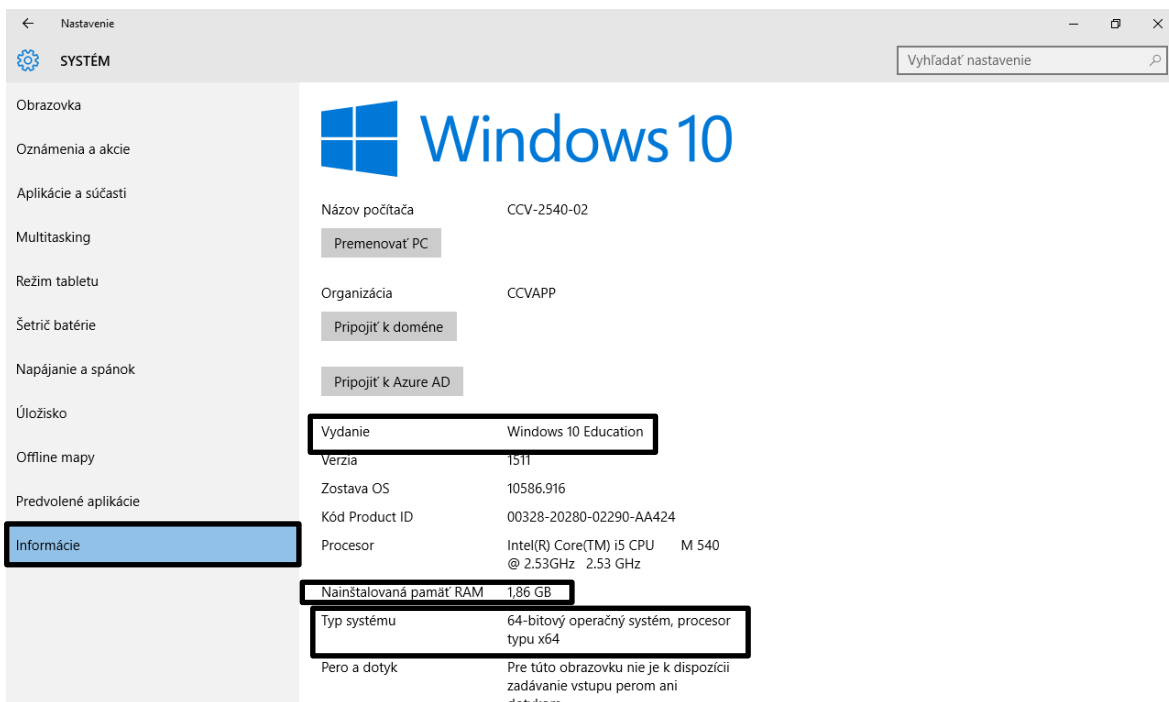 Nastavenie
SYSTÉM
Vyhľadať nastavenie
Obrazovka
Oznámenia a akcie
Aplikácie a súčasti
Multitasking
Režim tabletu
Šetrič batérie
Napájanie a spánok
Úložisko
Offline mapy
Predvolené aplikácie
Informácie
Windows 10
Názov počítača CCV-2540-02
Premenovať PC
Organizácia CCVAPP
Pripojiť k doméne
Pripojiť k Azure AD
Vydanie Windows 10 Education
Verzia 1511
Zostava OS 10586.916
Kód Product ID 00328-20280-02290-AA424
Procesor Intel(R) Core(TM) i5 CPU M 540
@ 2.53GHz 2.53 GHz
Nainštalovaná pamäť RAM 1,86 GB
Typ systému 64-bitový operačný systém, procesor
typu x64
Pero a dotyk Pre túto obrazovku nie je k dispozícii
zadávanie vstupu perom ani